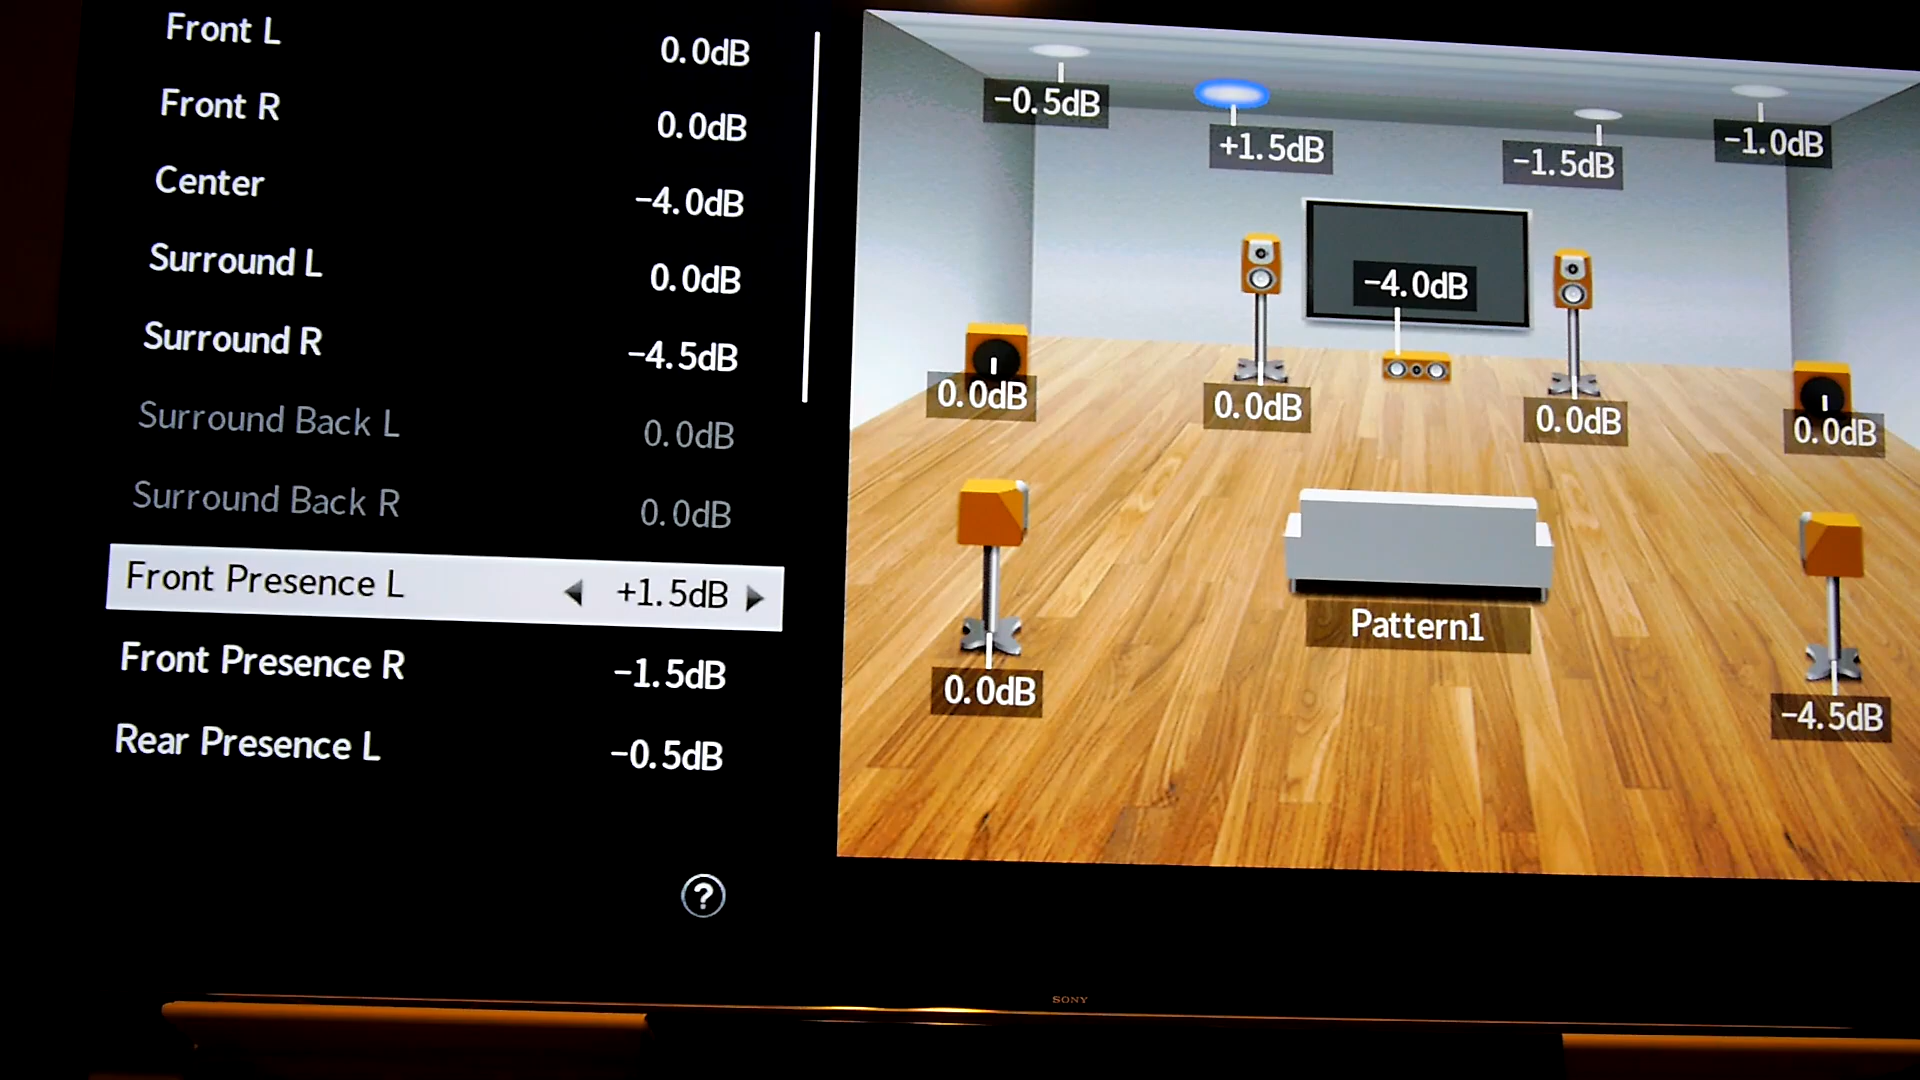 Front L 0.0dB
Front R 0.0dB
Center -4.0dB
Surround L 0.0dB
Surround R -4.5dB
Surround Back L 0.0dB
Surround Back R 0.0dB
Front Presence L +1.5dB
Front Presence R -1.5dB
Rear Presence L -0.5dB
?
-0.5dB
+1.5dB
-1.5dB
-1.0dB
-4.0dB
0.0dB
0.0dB
0.0dB
0.0dB
Pattern1
0.0dB
-4.5dB
SONY